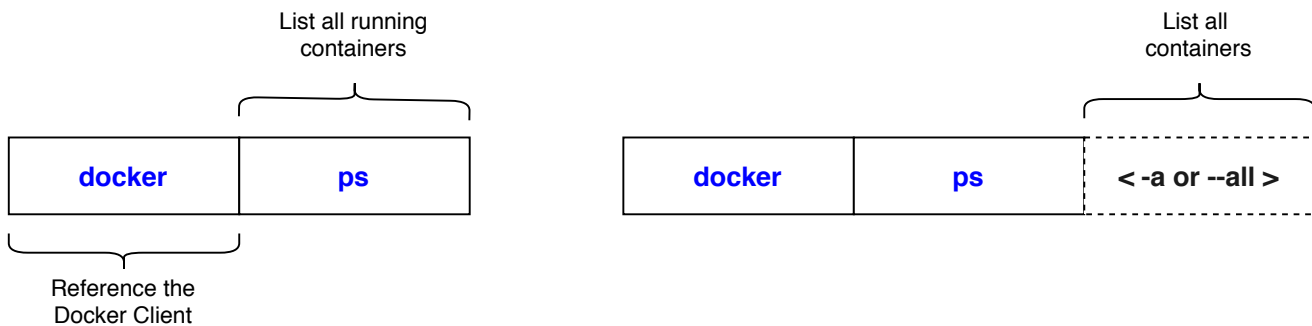 List all running
containers
docker
ps
Reference the
Docker Client
List all
containers
docker
ps
< -a or --all >